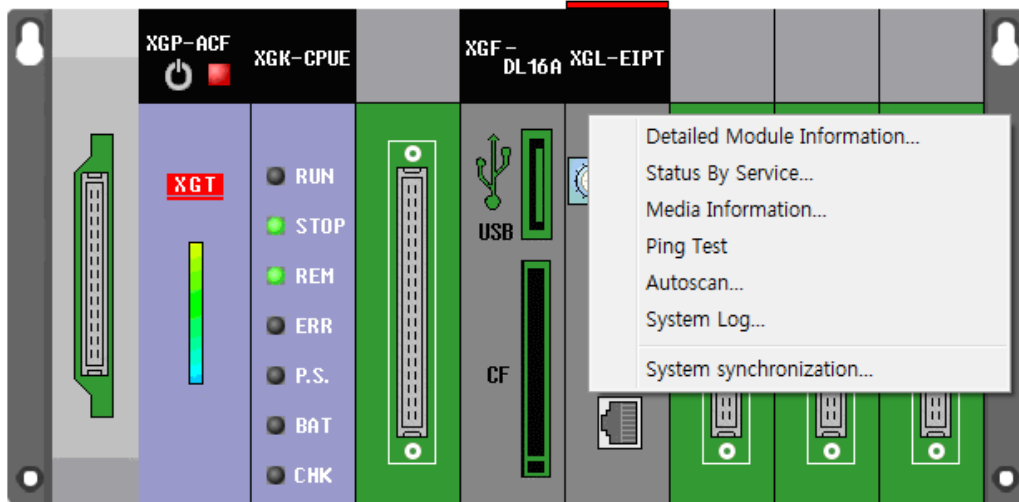 XGP-ACF
XGK-CPUE
XGF-
DL16A
XGL-EIPT
XGT
RUN
STOP
REM
ERR
P.S.
BAT
CHK
USB
CF
Detailed Module Information...
Status By Service...
Media Information...
Ping Test
Autoscan...
System Log...
System synchronization...